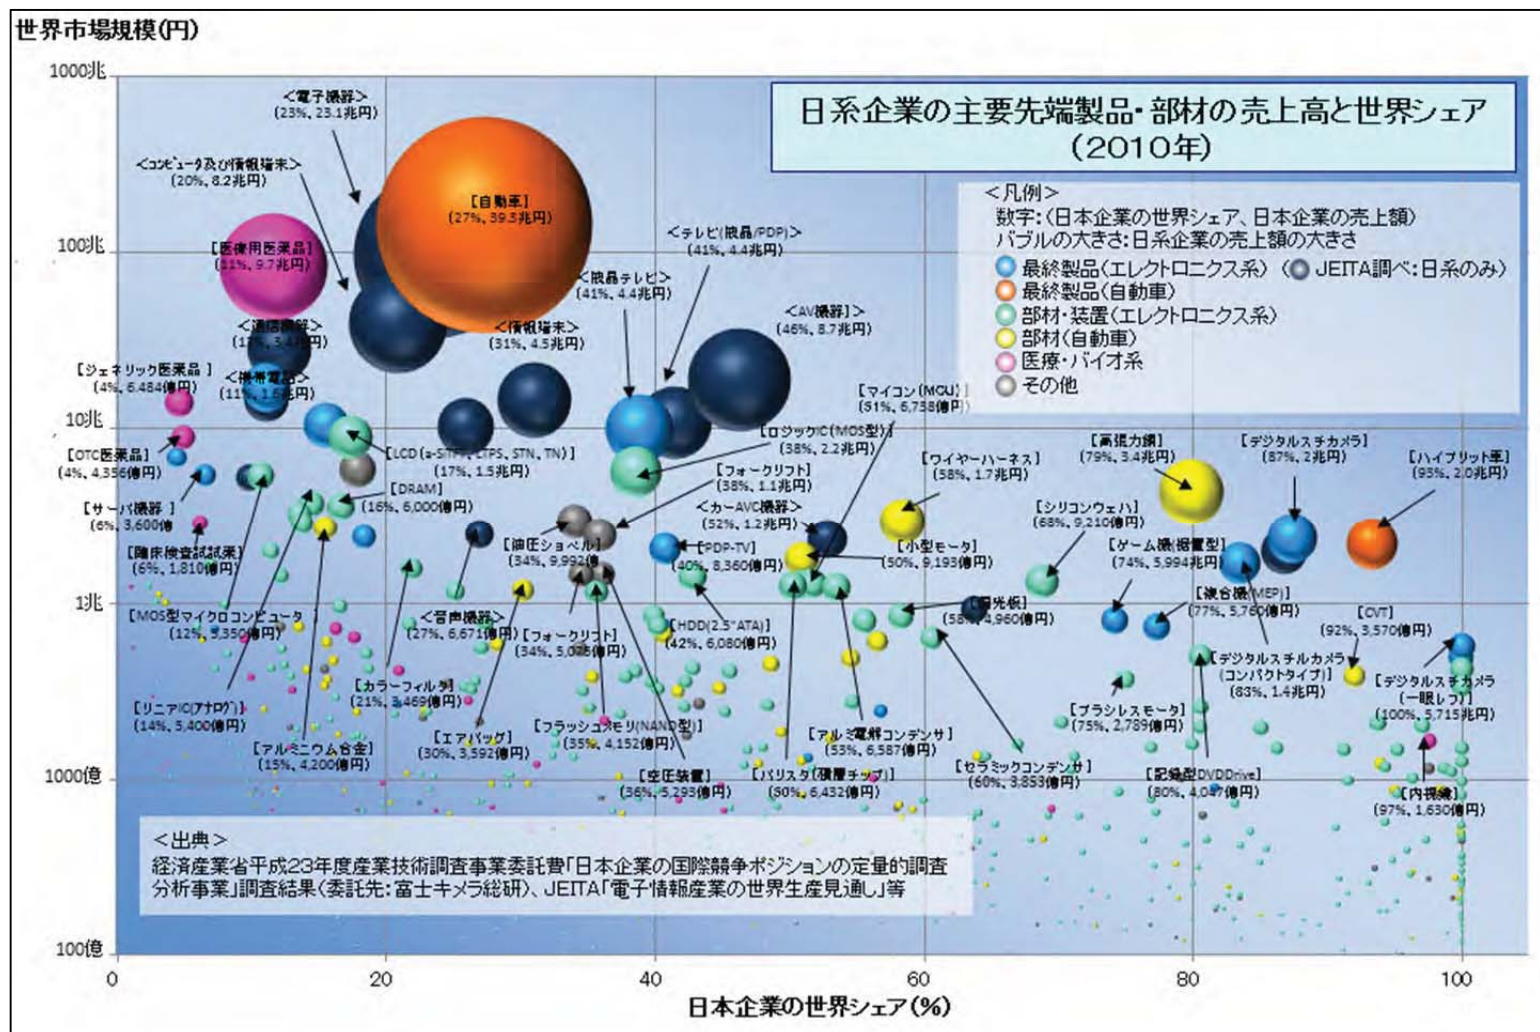 世界市場規模(円)
1000兆
100兆
10兆
1兆
1000億
100億
0
20
40
60
80
100
日本企業の世界シェア(%)
日系企業の主要先端製品・部材の売上高と世界シェア
(2010年)
<凡例>
数字:(日本企業の世界シェア、日本企業の売上額)
バブルの大きさ:日系企業の売上額の大きさ
最終製品(エレクトロニクス系) (JEITA調べ:日系のみ)
最終製品(自動車)
部材・装置(エレクトロニクス系)
部材(自動車)
医療・バイオ系
その他
<電子機器>
(23%、23.1兆円)
<コンピュータ及び情報端末>
(20%、8.2兆円)
【自動車】
(27%、39.3兆円)
【医療用医薬品】
(11%、9.7兆円)
<テレビ(液晶/PDP)>
(41%、4.4兆円)
<液晶テレビ>
(41%、4.4兆円)
<AV機器】>
(46%、8.7兆円)
<通信機器>
<情報端末>
(31%、4.5兆円)
【ジェネリック医薬品 】
(4%、6,484億円)
<携帯電話>
(11%、1.6兆円)
【マイコン(MCU)】
(51%、6,738億円)
【ロジックIC(MOS型)】
(38%、2.2兆円)
【OTC医薬品】
(4%、4,356億円)
【LCD(a-SiTFT、LTPS、STN、TN)】
(17%、1.5兆円)
【フォークリフト】
(38%、1.1兆円)
【ワイヤーハーネス】
(58%、1.7兆円)
【高張力鋼】
(79%、3.4兆円)
【デジタルスチカメラ】
(87%、2兆円)
【ハイブリット車】
(93%、2.0兆円)
【DRAM】
(16%、6,000億円)
【サーバ機器 】
(6%、3,600億
<カーAVC機器>
(52%、1.2兆円)
【シリコンウェハ】
(68%、9,210億円)
【臨床検査試試薬】
(6%、1,810億円)
【油圧ショベル】
(34%、9,992億
【PDP-TV】
(40%、8,360億円)
【小型モータ】
(50%、9,193億円)
【ゲーム機(据置型】
(74%、5,994兆円)
【MOS型マイクロコンピュータ 】
(12%、5,350億円)
<音声機器>
(27%、6,671億円)
【フォークリフト】
(34%、5,075億円)
【HDD(2.5"ATA)】
(42%、6,080億円)
【偏光板】
(58%、4,960億円)
【複合機(MEP)】
(77%、5,760億円)
【CVT】
(92%、3,570億円)
【リニアIC(アナログ)】
(14%、5,400億円)
【カラーフィルタ】
(21%、3,469億円)
【デジタルスチルカメラ
(コンパクトタイプ)】
(83%、1.4兆円)
【デジタルスチカメラ
(一眼レフ)】
(100%、5,715兆円)
【アルミニウム合金】
(15%、4,200億円)
【エアバッグ】
(30%、3,592億円)
【フラッシュメモリ(NAND型)】
(35%、4,152億円)
【アルミ電解コンデンサ】
(53%、6,587億円)
【ブラシレスモータ】
(75%、2,789億円)
【空圧装置】
(36%、5,293億円)
【バリスタ(積層チップ)】
(50%、6,432億円)
【セラミックコンデンサ】
(60%、3,853億円)
【記録型DVDDrive】
(80%、4,047億円)
【内視鏡】
(97%、1,630億円)
<出典>
経済産業省平成23年度産業技術調査事業委託費「日本企業の国際競争ポジションの定量的調査
分析事業」調査結果(委託先:富士キメラ総研)、JEITA「電子情報産業の世界生産見通し」等